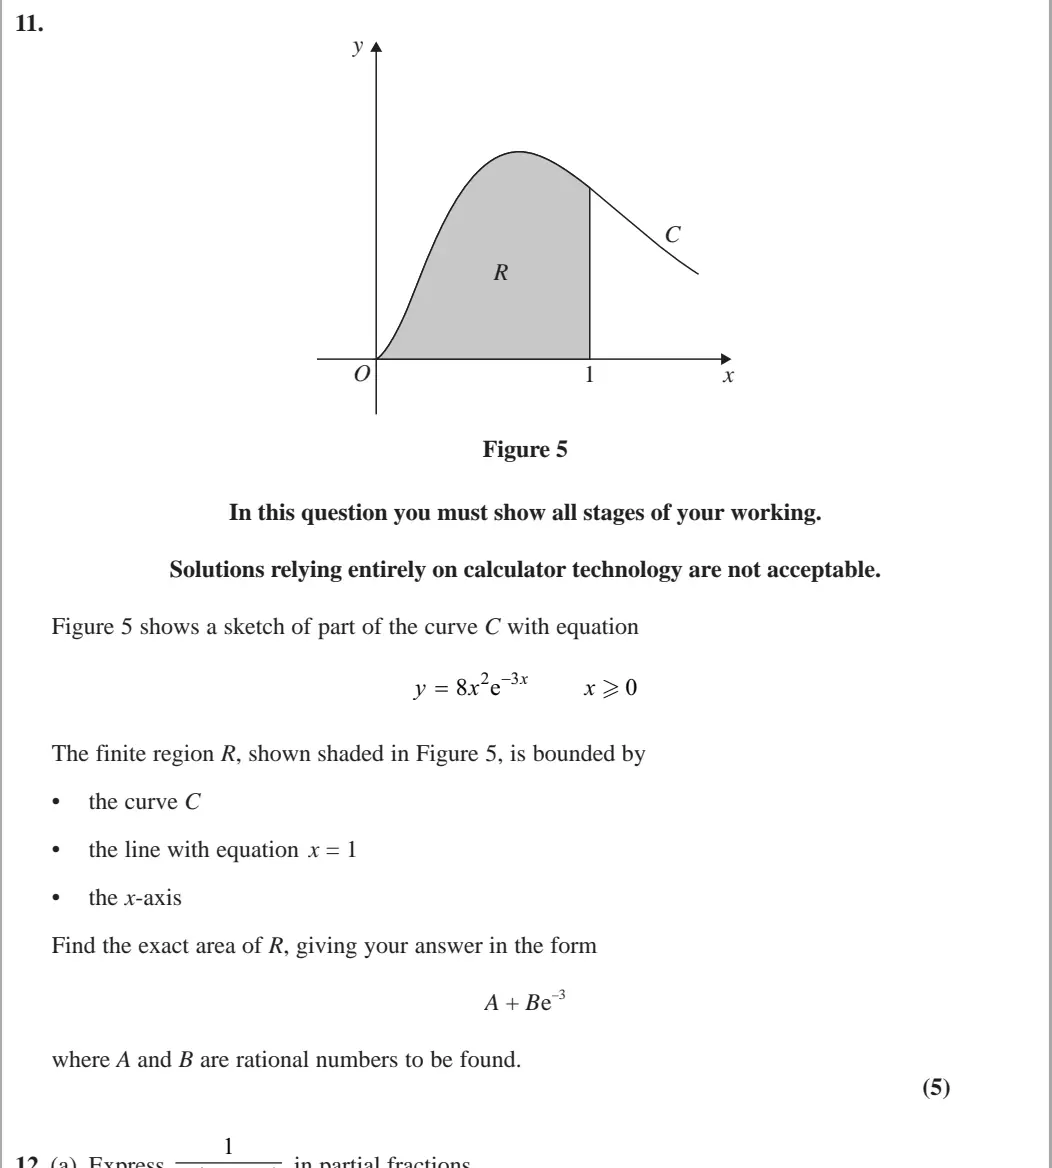 11.
y
C
R
O
1
x
Figure 5
In this question you must show all stages of your working.
Solutions relying entirely on calculator technology are not acceptable.
Figure 5 shows a sketch of part of the curve C with equation
y = 8x²e⁻³ˣ x ⩾ 0
The finite region R, shown shaded in Figure 5, is bounded by
• the curve C
• the line with equation x = 1
• the x-axis
Find the exact area of R, giving your answer in the form
A + Be⁻³
where A and B are rational numbers to be found.
(5)
1
12. (a) Express in partial fractions